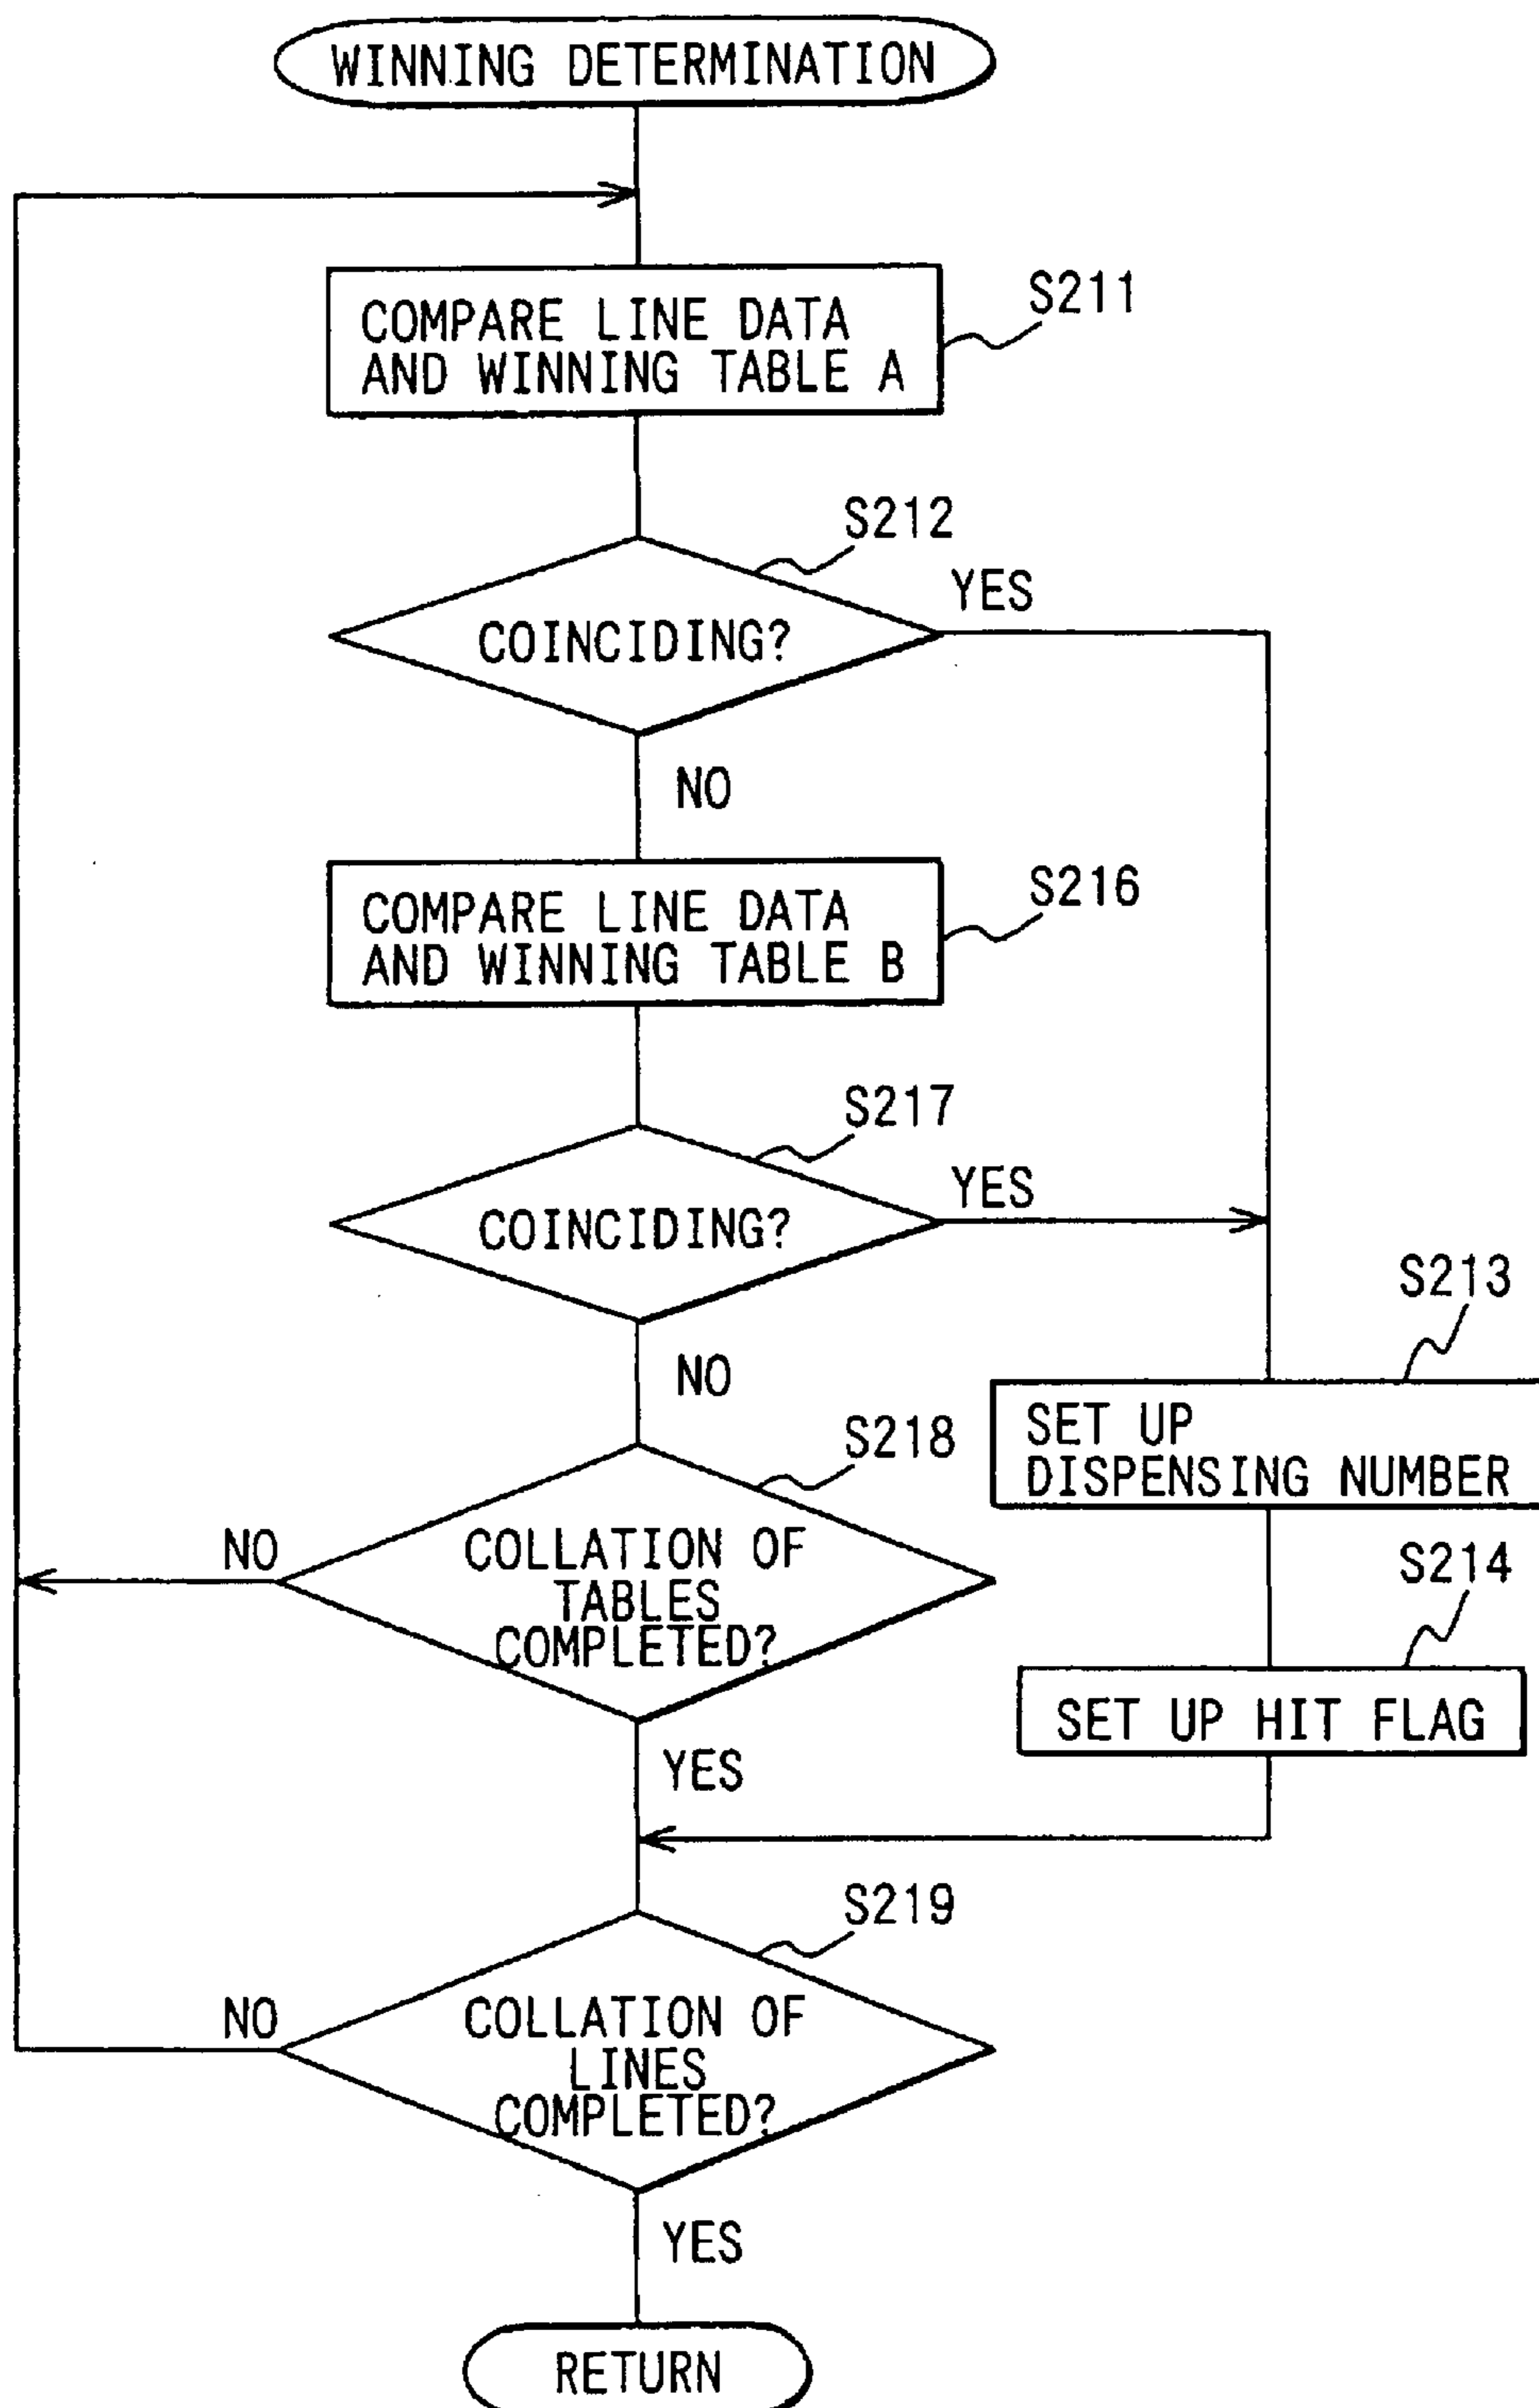 WINNING DETERMINATION
S211
COMPARE LINE DATA
AND WINNING TABLE A
S212
YES
COINCIDING?
NO
S216
COMPARE LINE DATA
AND WINNING TABLE B
S217
YES
COINCIDING?
S213
NO
SET UP
DISPENSING NUMBER
S218
NO
COLLATION OF
TABLES
COMPLETED?
S214
SET UP HIT FLAG
YES
S219
NO
COLLATION OF
LINES
COMPLETED?
YES
RETURN